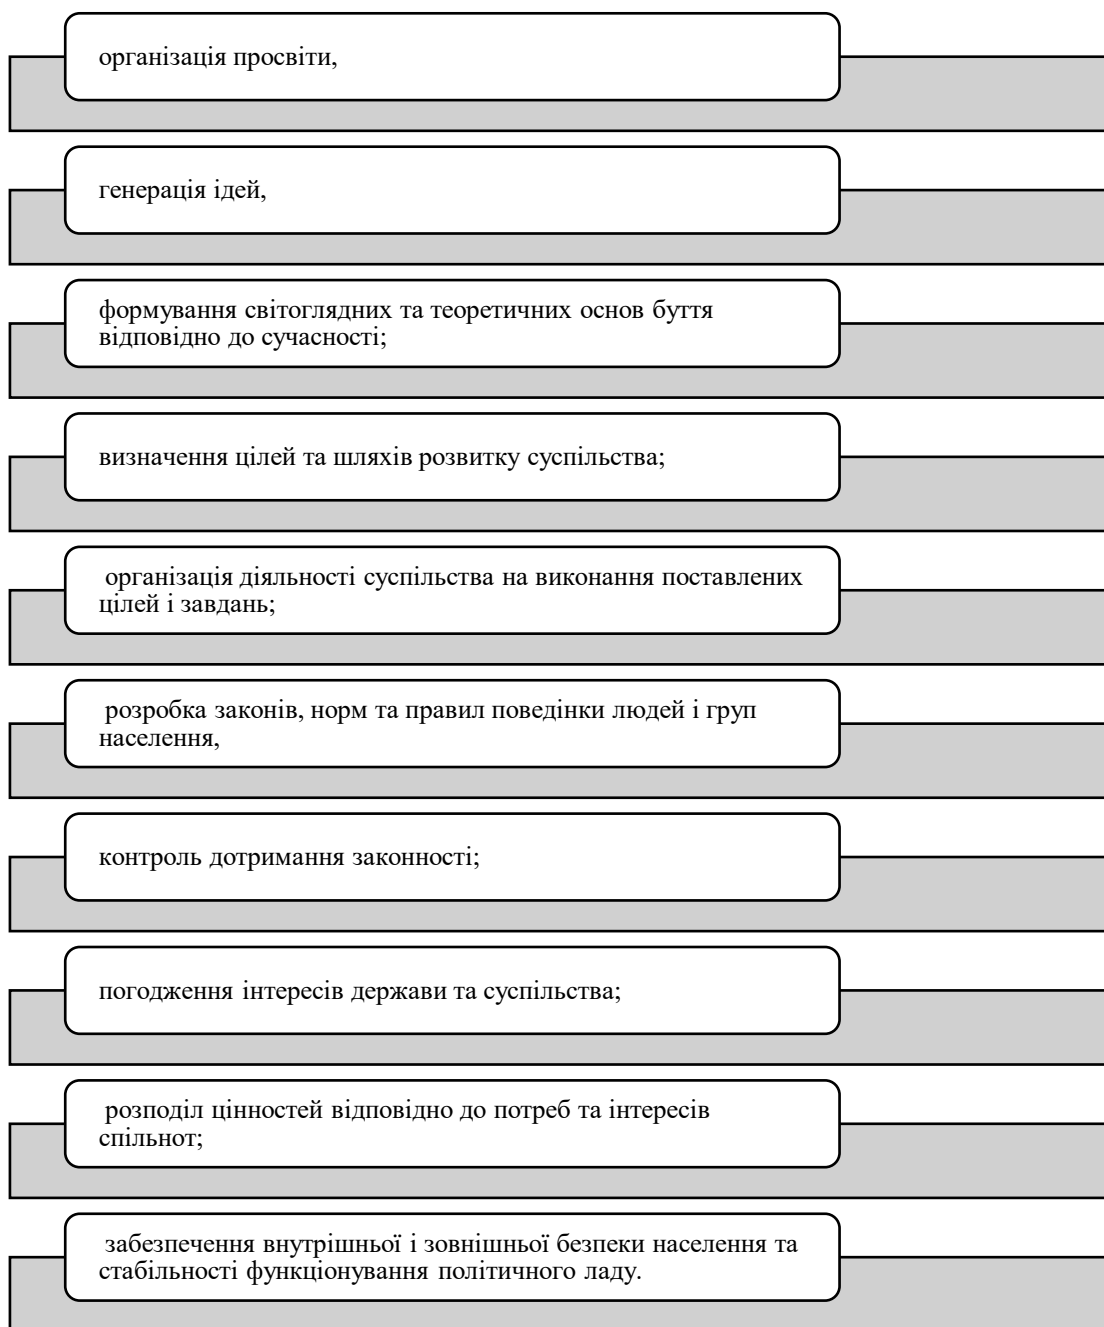 організація просвіти,
генерація ідей,
формування світоглядних та теоретичних основ буття
відповідно до сучасності;
визначення цілей та шляхів розвитку суспільства;
організація діяльності суспільства на виконання поставлених
цілей і завдань;
розробка законів, норм та правил поведінки людей і груп
населення,
контроль дотримання законності;
погодження інтересів держави та суспільства;
розподіл цінностей відповідно до потреб та інтересів
спільнот;
забезпечення внутрішньої і зовнішньої безпеки населення та
стабільності функціонування політичного ладу.